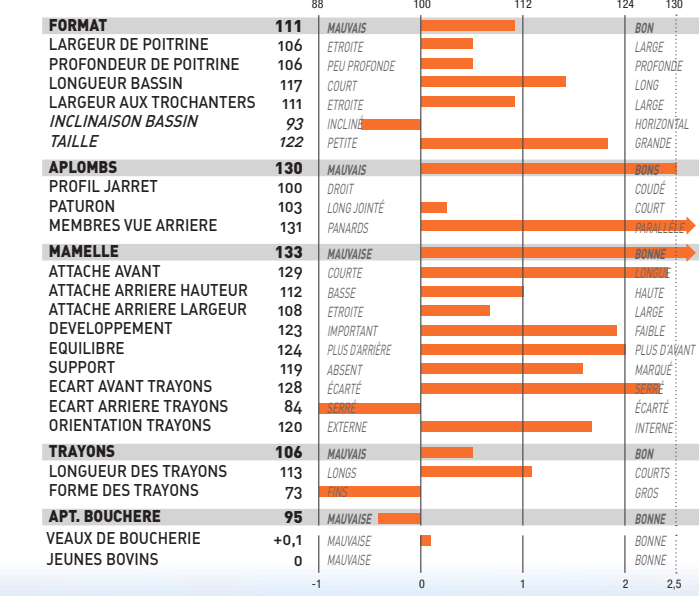 88 100 112 124 130
FORMAT 111 MAUVAIS BON
LARGEUR DE POITRINE 106 ETROITE LARGE
PROFONDEUR DE POITRINE 106 PEU PROFONDE PROFONDE
LONGUEUR BASSIN 117 COURT LONG
LARGEUR AUX TROCHANTERS 111 ETROITE LARGE
INCLINAISON BASSIN 93 INCLINÉ HORIZONTAL
TAILLE 122 PETITE GRANDE
APLOMBS 130 MAUVAIS BONS
PROFIL JARRET 100 DROIT COUDÉ
PATURON 103 LONG JOINTÉ COURT
MEMBRES VUE ARRIERE 131 PANARDS PARALLÈLE
MAMELLE 133 MAUVAISE BONNE
ATTACHE AVANT 129 COURTE LONGUE
ATTACHE ARRIERE HAUTEUR 112 BASSE HAUTE
ATTACHE ARRIERE LARGEUR 108 ETROITE LARGE
DEVELOPPEMENT 123 IMPORTANT FAIBLE
EQUILIBRE 124 PLUS D'ARRIÈRE PLUS D'AVANT
SUPPORT 119 ABSENT MARQUÉ
ECART AVANT TRAYONS 128 ÉCARTÉ SERRÉ
ECART ARRIERE TRAYONS 84 SERRÉ ÉCARTÉ
ORIENTATION TRAYONS 120 EXTERNE INTERNE
TRAYONS 106 MAUVAIS BON
LONGUEUR DES TRAYONS 113 LONGS COURTS
FORME DES TRAYONS 73 FINS GROS
APT. BOUCHERE 95 MAUVAISE BONNE
VEAUX DE BOUCHERIE +0,1 MAUVAISE BONNE
JEUNES BOVINS 0 MAUVAISE BONNE
-1 0 1 2 2,5